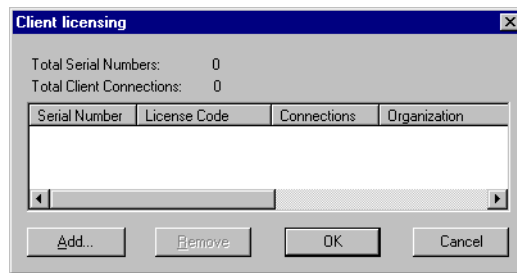 Client licensing
Total Serial Numbers: 0
Total Client Connections: 0
Serial Number License Code Connections Organization
Add... Remove OK Cancel